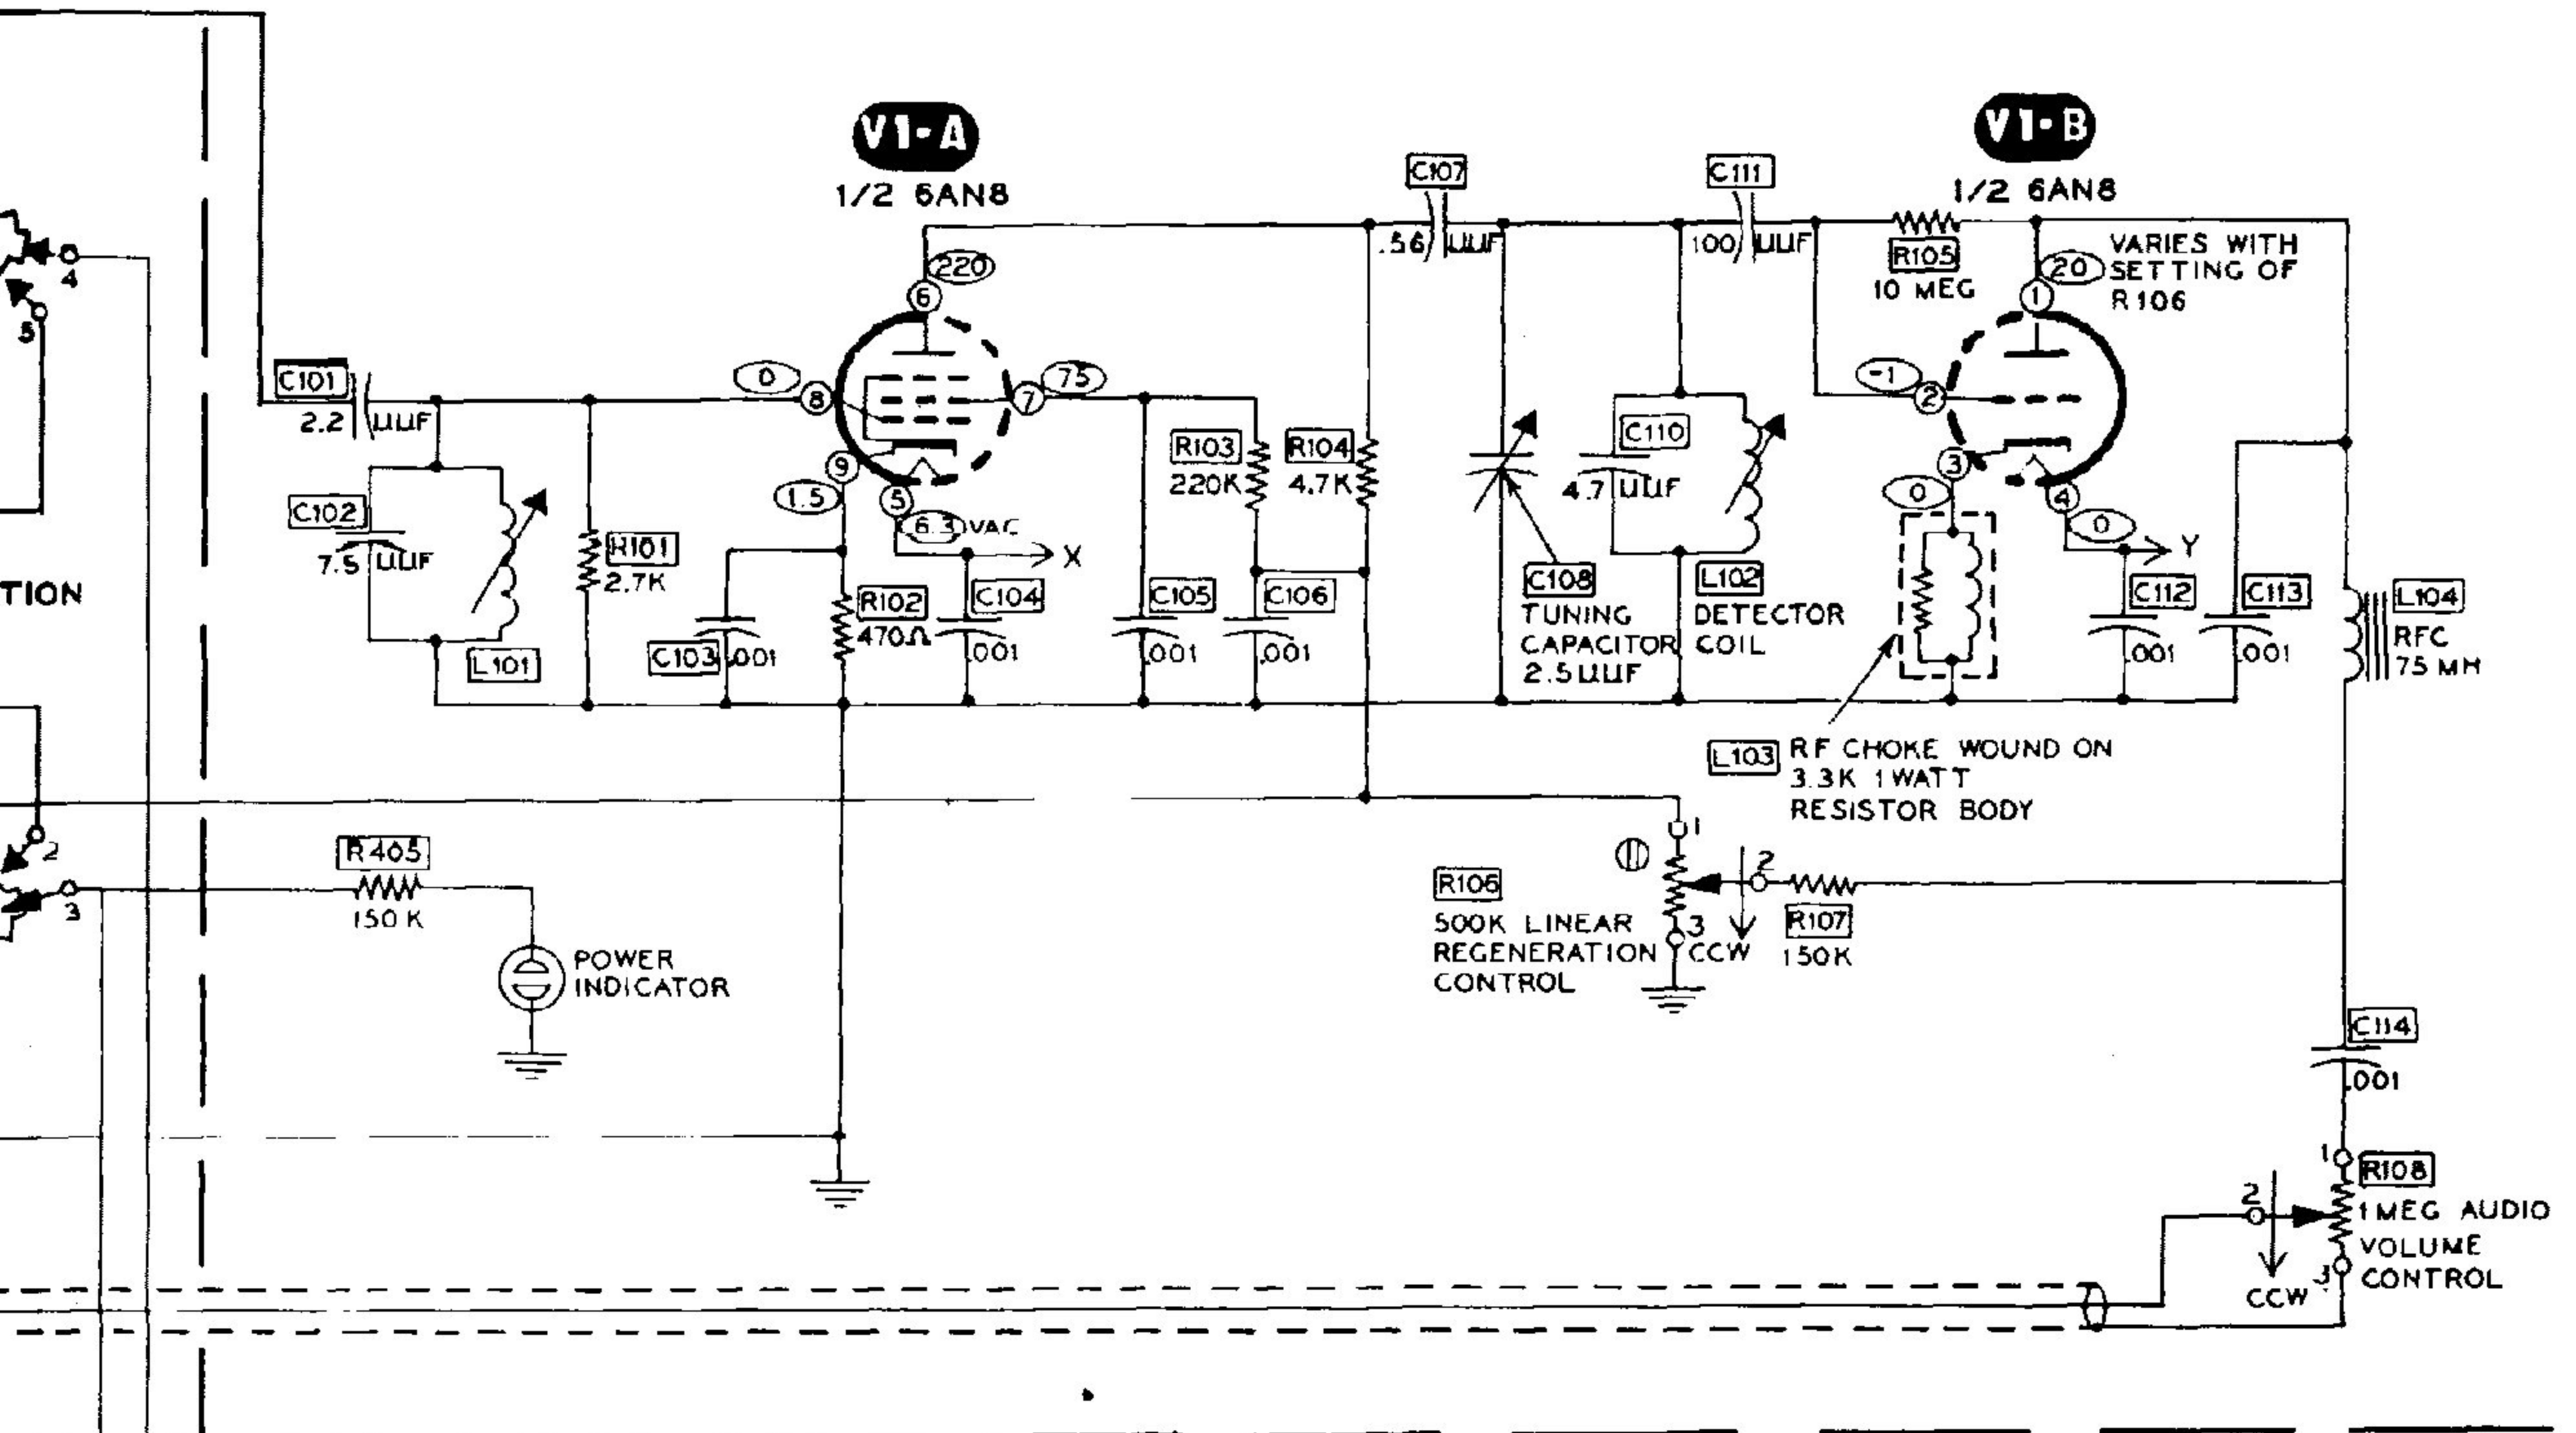 V1-A
1/2 6AN8
V1-B
1/2 6AN8
C107
.56 µµF
C111
100 µµF
R105
10 MEG
20
VARIES WITH
SETTING OF
R106
220
6
1
4
5
C101
2.2 µµF
0
8
75
7
-1
2
9
1.5
5
6.3 VAC
X
3
0
4
0
Y
C102
7.5 µµF
L101
R101
2.7K
C103
.001
R102
470Ω
C104
.001
R103
220K
R104
4.7K
C105
.001
C106
.001
C110
4.7 µµF
C108
TUNING
CAPACITOR
2.5 µµF
L102
DETECTOR
COIL
C112
.001
C113
.001
L104
RFC
75 MH
TION
L103
RF CHOKE WOUND ON
3.3K 1 WATT
RESISTOR BODY
2
3
R405
150 K
POWER
INDICATOR
1
R106
500K LINEAR
REGENERATION
CONTROL
2
3
CCW
R107
150K
C114
.001
1
R108
1 MEG AUDIO
VOLUME
CONTROL
2
3
CCW